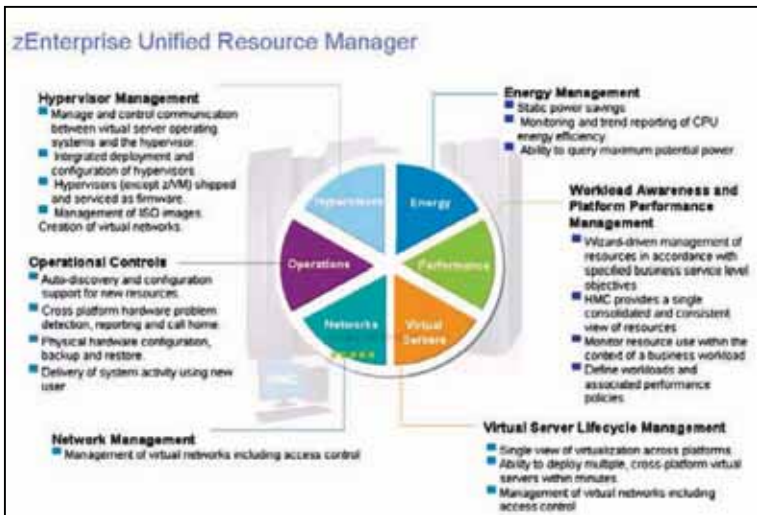 zEnterprise Unified Resource Manager
Hypervisor Management
Manage and control communication
between virtual server operating
systems and the hypervisor.
Integrated deployment and
configuration of hypervisors
Hypervisors (except z/VM) shipped
and serviced as firmware.
Management of ISO images.
Creation of virtual networks.
Operational Controls
Auto-discovery and configuration
support for new resources.
Cross platform hardware problem
detection, reporting and call home.
Physical hardware configuration,
backup and restore.
Delivery of system activity using new
user
Network Management
Management of virtual networks including access control
Hypervisors
Energy
Operations
Performance
Networks
Virtual
Servers
Energy Management
Static power savings
Monitoring and trend reporting of CPU
energy efficiency.
Ability to query maximum potential power
Workload Awareness and
Platform Performance
Management
Wizard-driven management of
resources in accordance with
specified business service level
objectives
HMC provides a single
consolidated and consistent
view of resources
Monitor resource use within the
context of a business workload
Define workloads and
associated performance
policies
Virtual Server Lifecycle Management
Single view of virtualization across platforms.
Ability to deploy multiple, cross-platform virtual
servers within minutes
Management of virtual networks including
access control